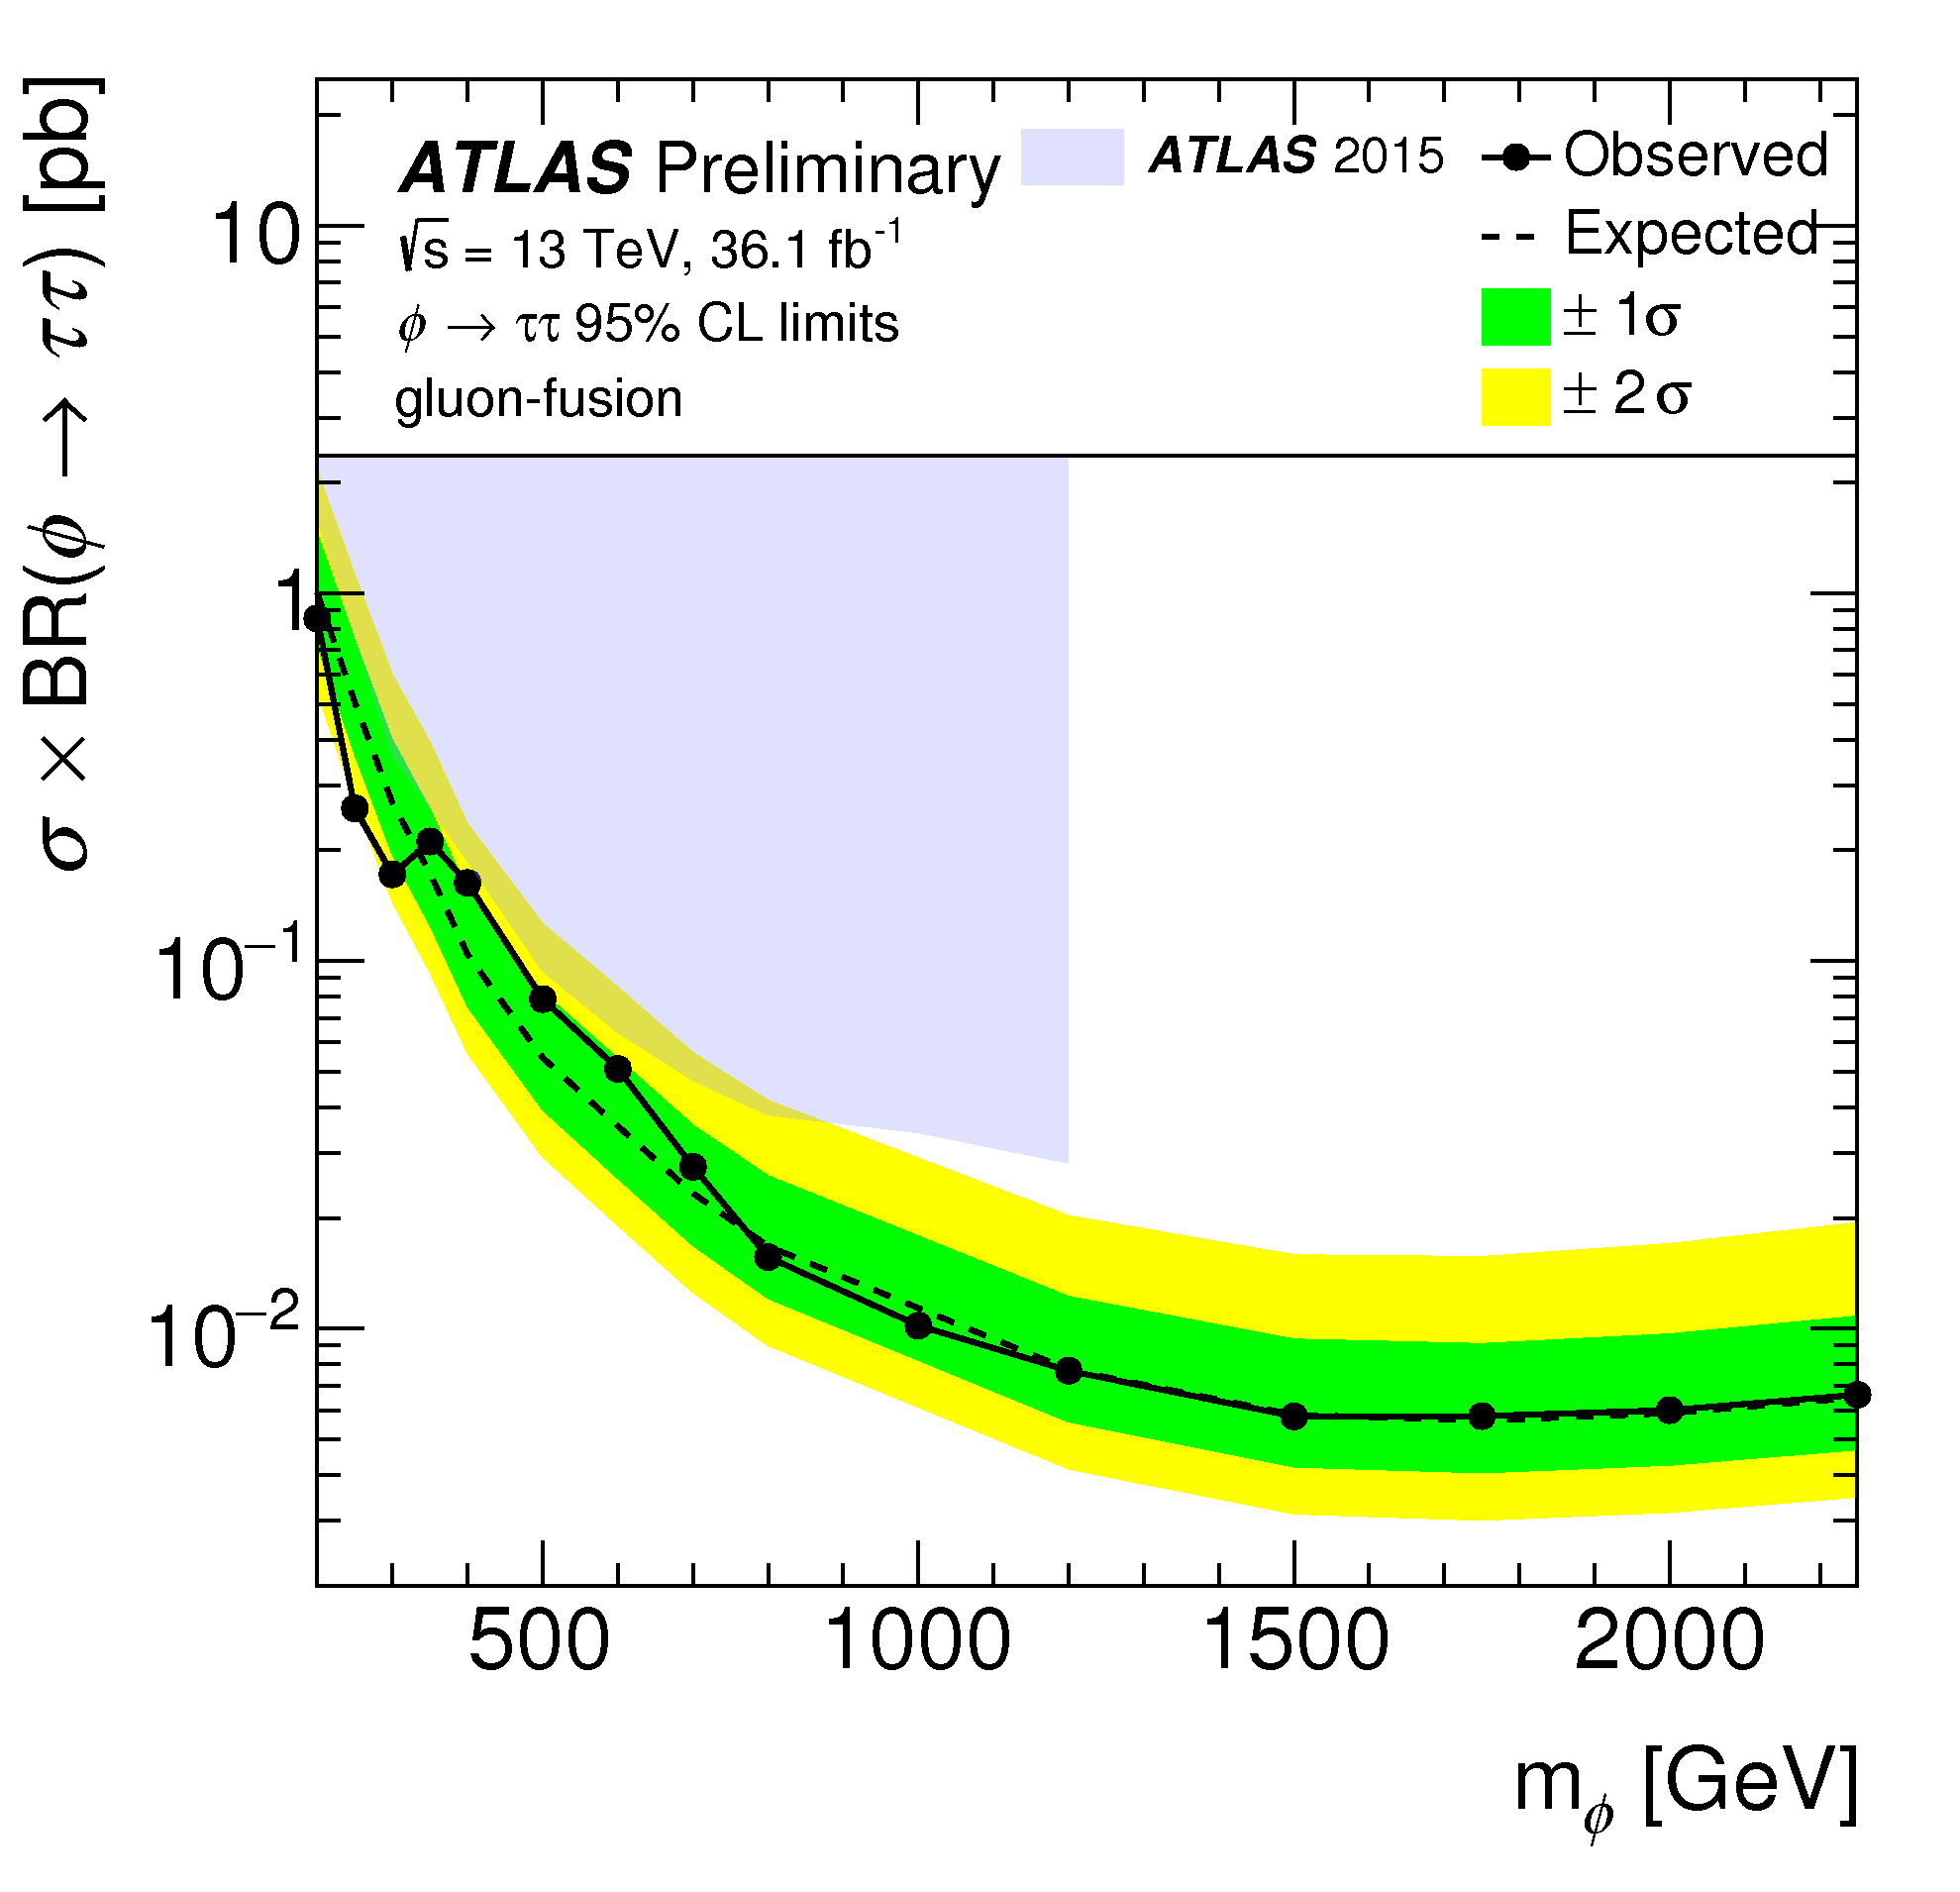 σ × BR(ϕ → ττ) [pb]
ATLAS Preliminary
√s = 13 TeV, 36.1 fb⁻¹
ϕ → ττ 95% CL limits
gluon-fusion
ATLAS 2015
Observed
Expected
± 1σ
± 2σ
10
1
10⁻¹
10⁻²
500 1000 1500 2000
m_ϕ [GeV]